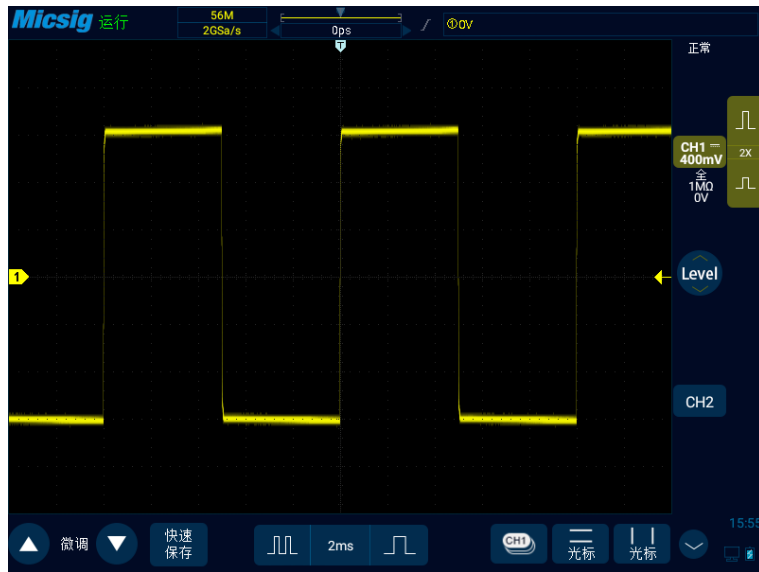 Micsig 运行
56M
2GSa/s
0ps
①0V
T
正常
CH1
400mV
全
1MΩ
0V
2X
1
Level
CH2
微调
快速
保存
2ms
CH1
光标
光标
15:55